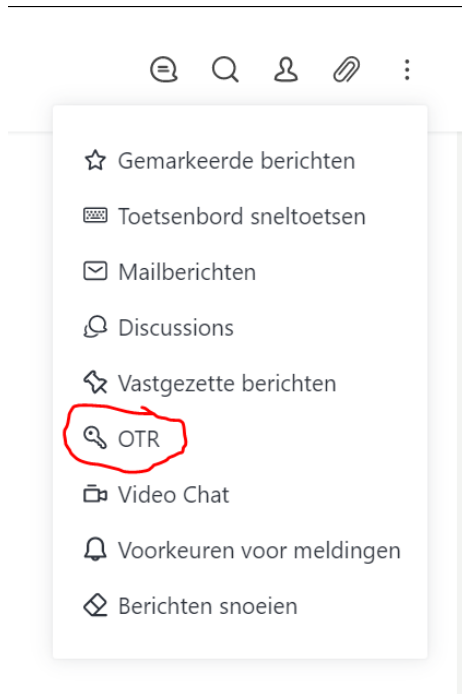 Gemarkeerde berichten
Toetsenbord sneltoetsen
Mailberichten
Discussions
Vastgezette berichten
OTR
Video Chat
Voorkeuren voor meldingen
Berichten snoeien